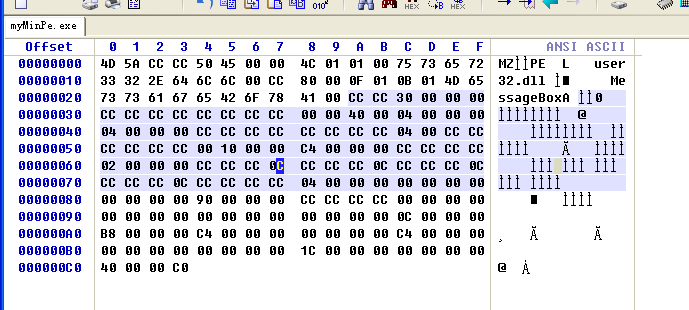 myMinPe.exe
Offset 0 1 2 3 4 5 6 7 8 9 A B C D E F ANSI ASCII
00000000 4D 5A CC CC 50 45 00 00 4C 01 01 00 75 73 65 72 MZÌÌPE L user
00000010 33 32 2E 64 6C 6C 00 CC 80 00 0F 01 0B 01 4D 65 32.dll Ì■ Me
00000020 73 73 61 67 65 42 6F 78 41 00 CC CC 30 00 00 00 ssageBoxA ÌÌ0
00000030 CC CC CC CC CC CC CC CC 00 00 40 00 04 00 00 00 ÌÌÌÌÌÌÌÌ @
00000040 04 00 00 00 CC CC CC CC CC CC CC CC 04 00 CC CC ÌÌÌÌÌÌÌÌ ÌÌ
00000050 CC CC CC CC 00 10 00 00 C4 00 00 00 CC CC CC CC ÌÌÌÌ Ä ÌÌÌÌ
00000060 02 00 00 00 CC CC CC 0C CC CC CC 0C CC CC CC 0C ÌÌÌ ÌÌÌ ÌÌÌ
00000070 CC CC CC 0C CC CC CC CC 04 00 00 00 00 00 00 00 ÌÌÌ ÌÌÌÌ
00000080 00 00 00 00 90 00 00 00 CC CC CC CC 00 00 00 00 ■ ÌÌÌÌ
00000090 00 00 00 00 00 00 00 00 00 00 00 00 0C 00 00 00
000000A0 B8 00 00 00 C4 00 00 00 00 00 00 00 C4 00 00 00 ¸ Ä Ä
000000B0 00 00 00 00 00 00 00 00 1C 00 00 00 00 00 00 00
000000C0 40 00 00 C0 @ À